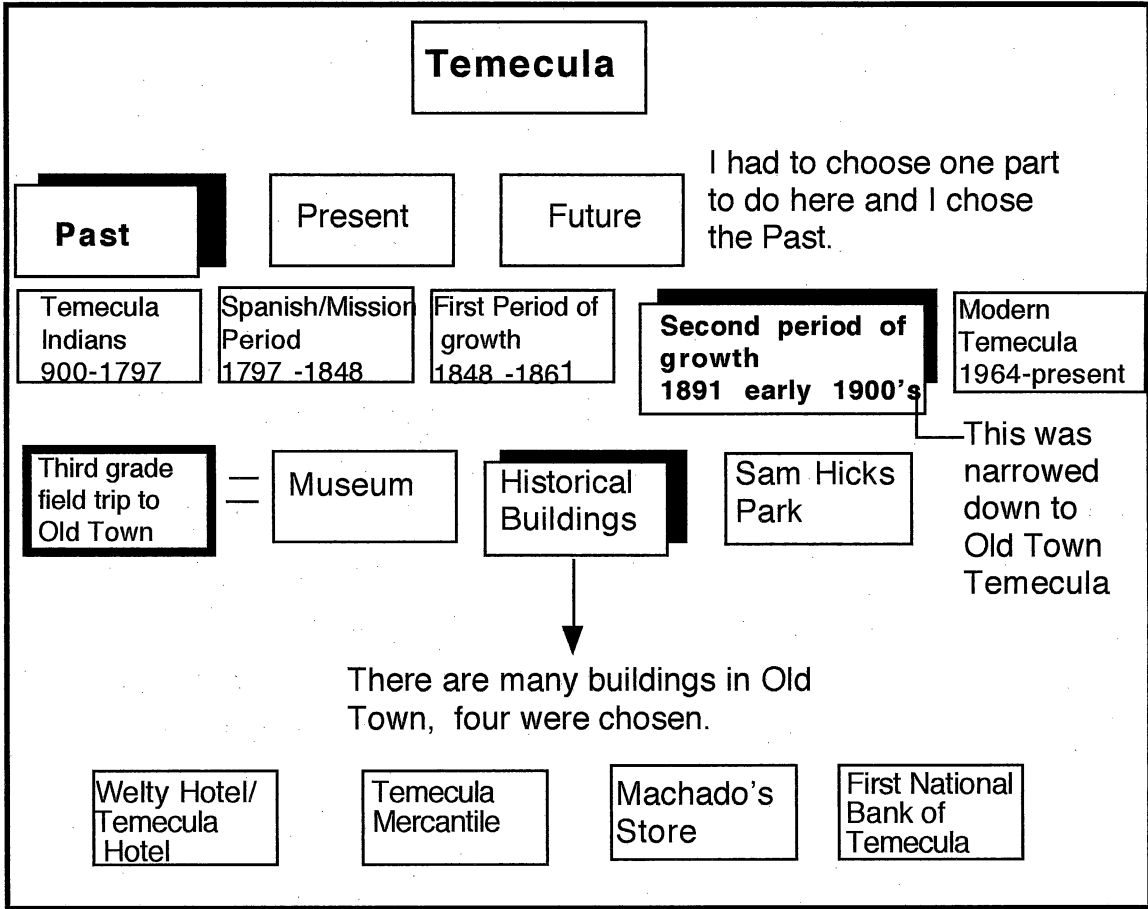 Temecula
I had to choose one part
to do here and I chose
the Past.
Past
Present
Future
Temecula
Indians
900-1797
Spanish/Mission
Period
1797 -1848
First Period of
growth
1848 -1861
Second period of
growth
1891 early 1900's
Modern
Temecula
1964-present
This was
narrowed
down to
Old Town
Temecula
Third grade
field trip to
Old Town
=
Museum
Historical
Buildings
Sam Hicks
Park
There are many buildings in Old
Town, four were chosen.
Welty Hotel/
Temecula
Hotel
Temecula
Mercantile
Machado's
Store
First National
Bank of
Temecula